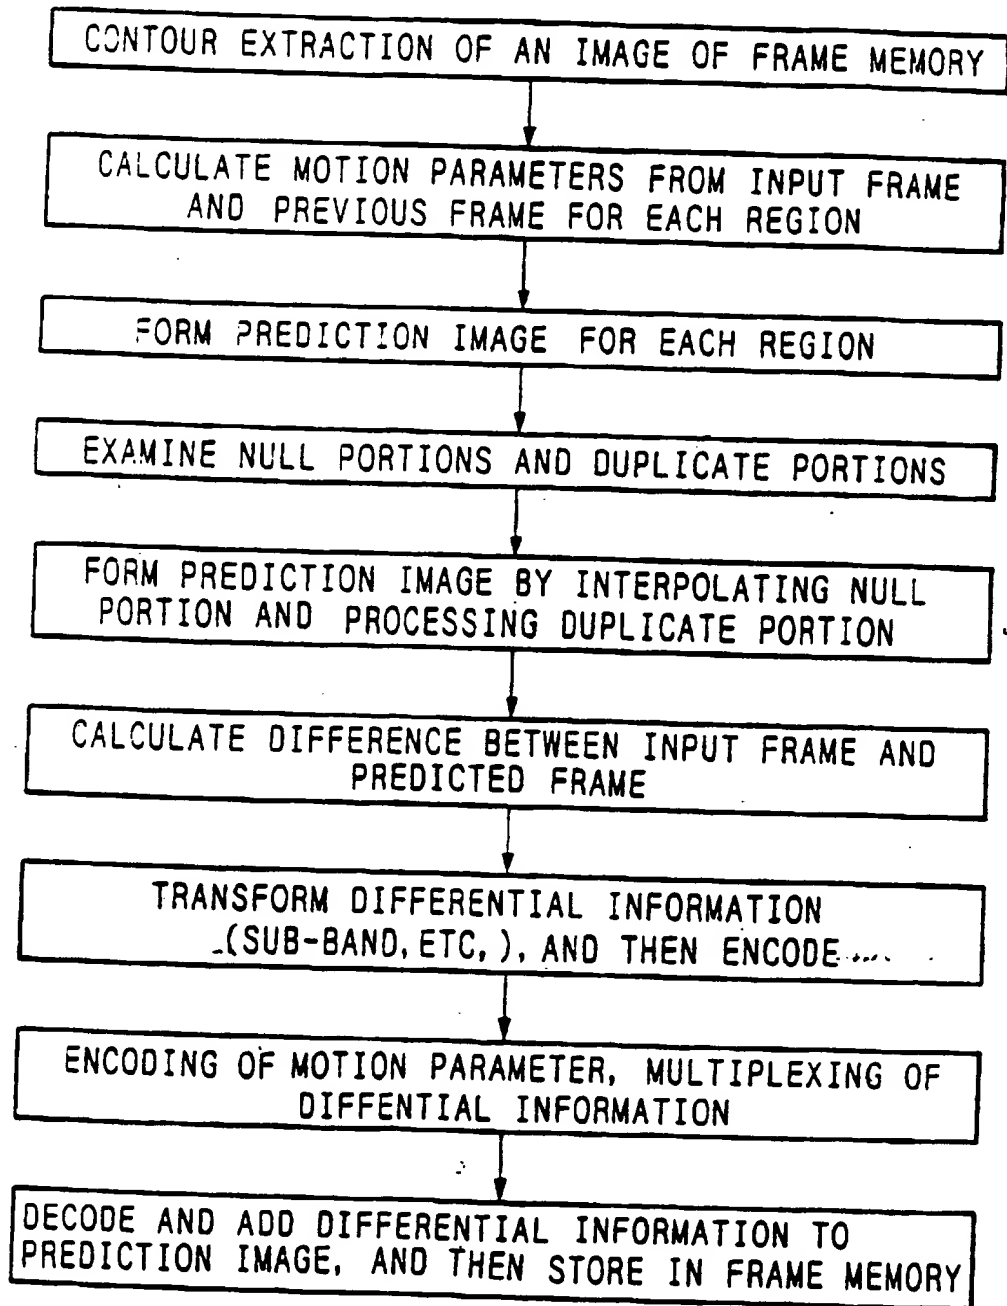 CONTOUR EXTRACTION OF AN IMAGE OF FRAME MEMORY
CALCULATE MOTION PARAMETERS FROM INPUT FRAME
AND PREVIOUS FRAME FOR EACH REGION
FORM PREDICTION IMAGE FOR EACH REGION
EXAMINE NULL PORTIONS AND DUPLICATE PORTIONS
FORM PREDICTION IMAGE BY INTERPOLATING NULL
PORTION AND PROCESSING DUPLICATE PORTION
CALCULATE DIFFERENCE BETWEEN INPUT FRAME AND
PREDICTED FRAME
TRANSFORM DIFFERENTIAL INFORMATION
(SUB-BAND, ETC, ), AND THEN ENCODE
ENCODING OF MOTION PARAMETER, MULTIPLEXING OF
DIFFENTIAL INFORMATION
DECODE AND ADD DIFFERENTIAL INFORMATION TO
PREDICTION IMAGE, AND THEN STORE IN FRAME MEMORY